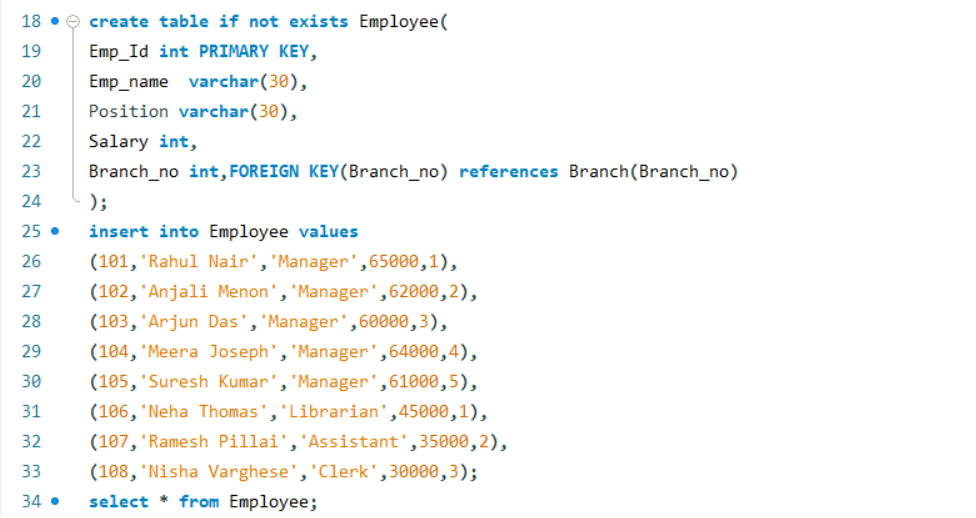 18 create table if not exists Employee(
19 Emp_Id int PRIMARY KEY,
20 Emp_name  varchar(30),
21 Position varchar(30),
22 Salary int,
23 Branch_no int,FOREIGN KEY(Branch_no) references Branch(Branch_no)
24 );
25 insert into Employee values
26 (101,'Rahul Nair','Manager',65000,1),
27 (102,'Anjali Menon','Manager',62000,2),
28 (103,'Arjun Das','Manager',60000,3),
29 (104,'Meera Joseph','Manager',64000,4),
30 (105,'Suresh Kumar','Manager',61000,5),
31 (106,'Neha Thomas','Librarian',45000,1),
32 (107,'Ramesh Pillai','Assistant',35000,2),
33 (108,'Nisha Varghese','Clerk',30000,3);
34 select * from Employee;